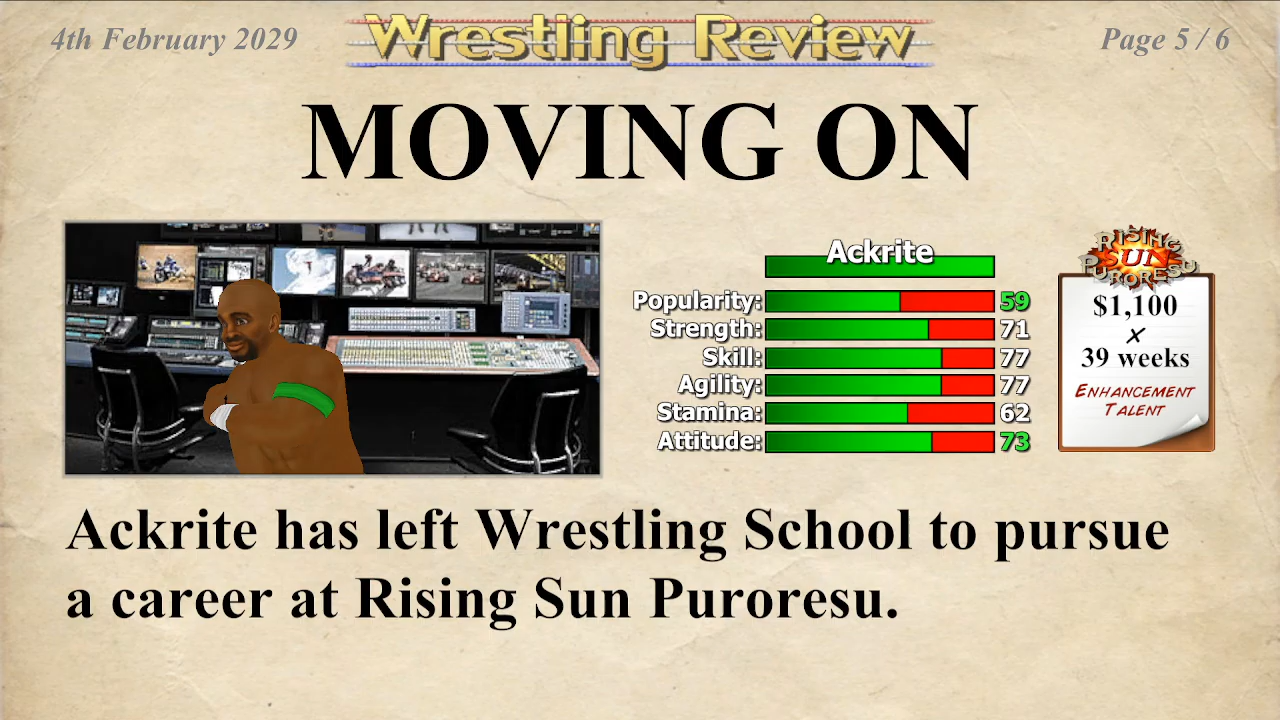 4th February 2029
Wrestling Review
Page 5 / 6
MOVING ON
Ackrite
Popularity: 59
Strength: 71
Skill: 77
Agility: 77
Stamina: 62
Attitude: 73
RISING
SUN
PURORESU
$1,100
x
39 weeks
ENHANCEMENT
TALENT
Ackrite has left Wrestling School to pursue
a career at Rising Sun Puroresu.